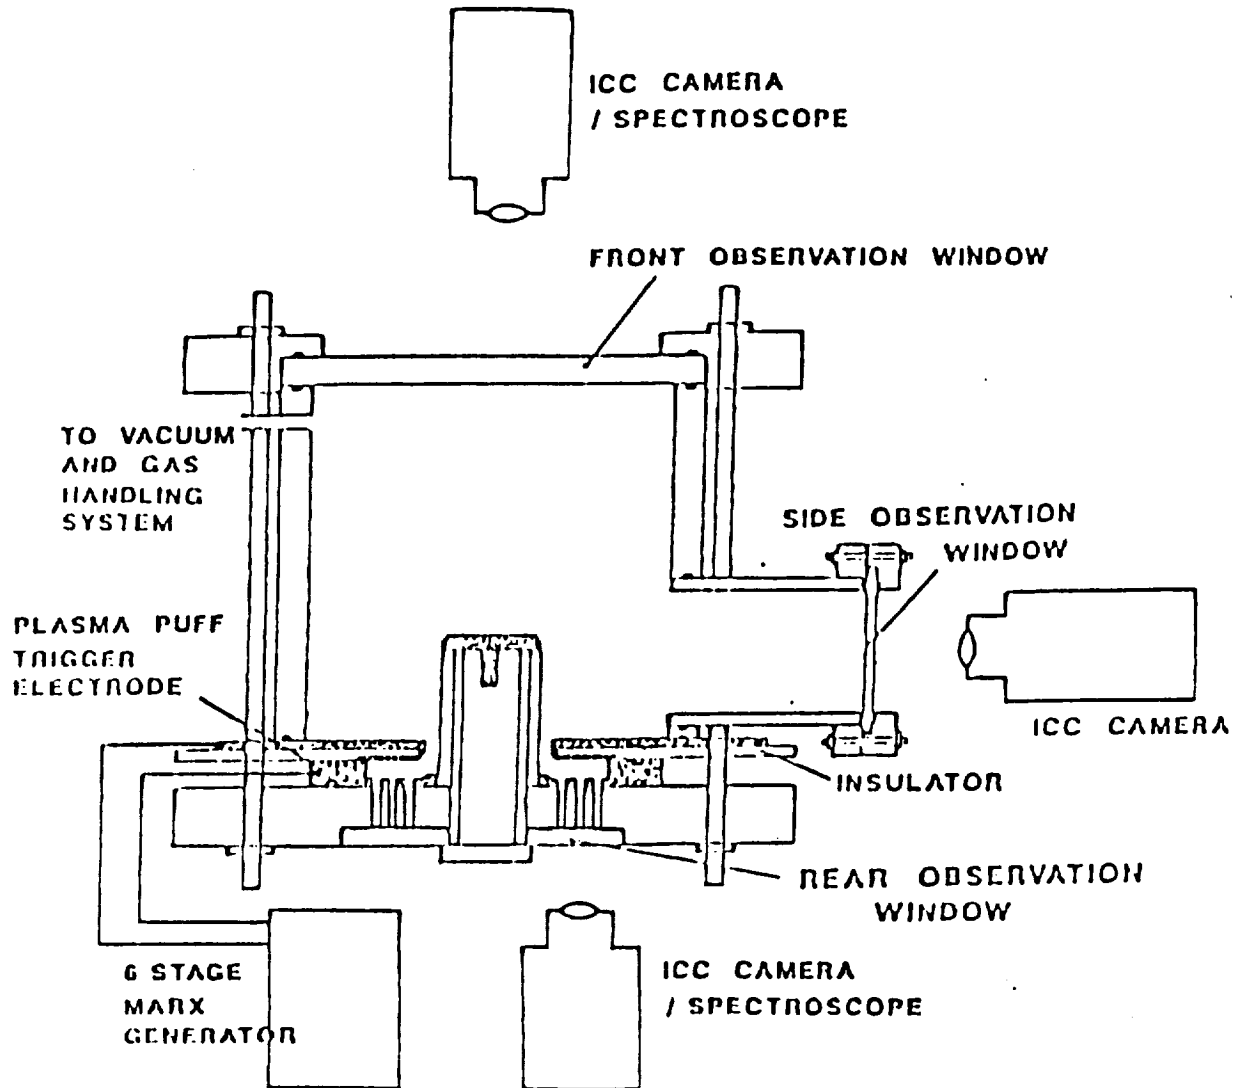 ICC CAMERA
/ SPECTROSCOPE
FRONT OBSERVATION WINDOW
TO VACUUM
AND GAS
HANDLING
SYSTEM
SIDE OBSERVATION
WINDOW
PLASMA PUFF
TRIGGER
ELECTRODE
ICC CAMERA
INSULATOR
REAR OBSERVATION
WINDOW
6 STAGE
MARX
GENERATOR
ICC CAMERA
/ SPECTROSCOPE